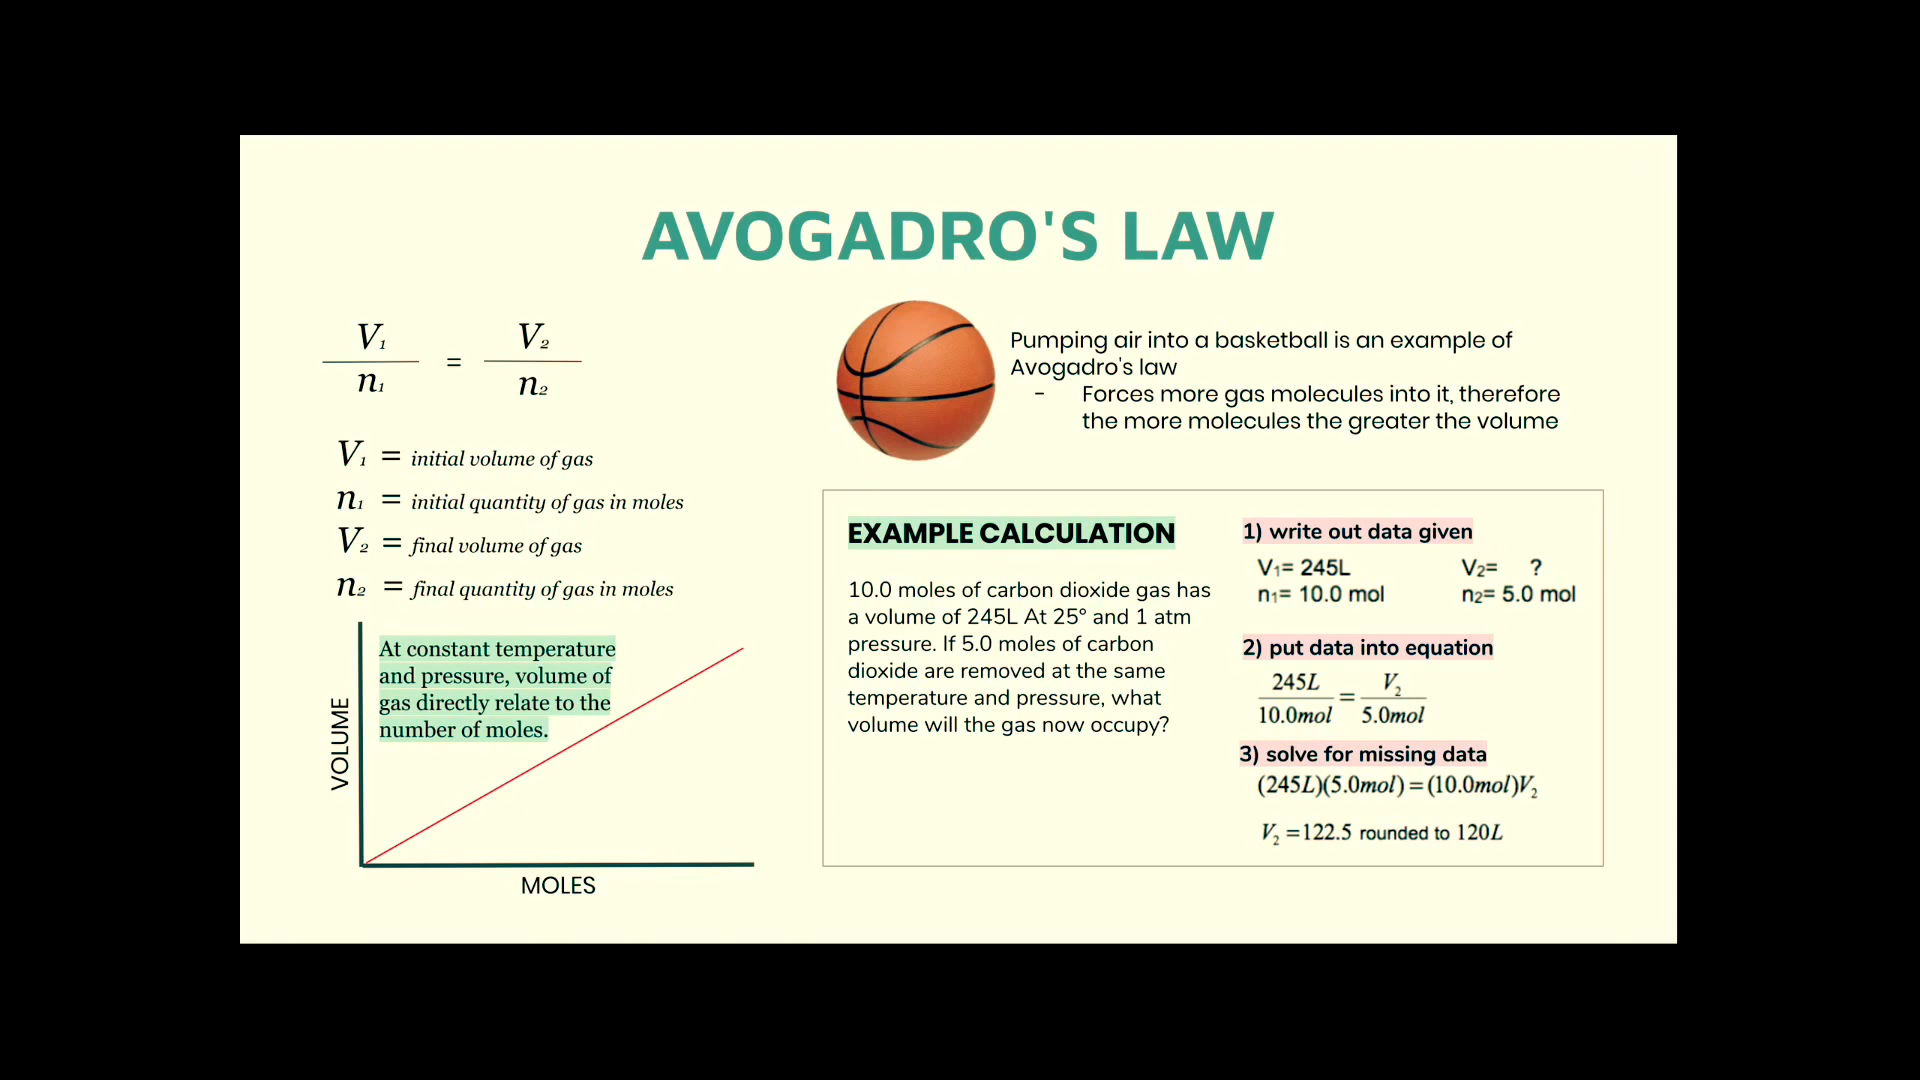 AVOGADRO'S LAW
V₁ / n₁ = V₂ / n₂
V₁ = initial volume of gas
n₁ = initial quantity of gas in moles
V₂ = final volume of gas
n₂ = final quantity of gas in moles
At constant temperature
and pressure, volume of
gas directly relate to the
number of moles.
VOLUME
MOLES
Pumping air into a basketball is an example of
Avogadro's law
- Forces more gas molecules into it, therefore
the more molecules the greater the volume
EXAMPLE CALCULATION
10.0 moles of carbon dioxide gas has
a volume of 245L At 25° and 1 atm
pressure. If 5.0 moles of carbon
dioxide are removed at the same
temperature and pressure, what
volume will the gas now occupy?
1) write out data given
V₁= 245L V₂= ?
n₁= 10.0 mol n₂= 5.0 mol
2) put data into equation
245L / 10.0mol = V₂ / 5.0mol
3) solve for missing data
(245L)(5.0mol) = (10.0mol)V₂
V₂ =122.5 rounded to 120L